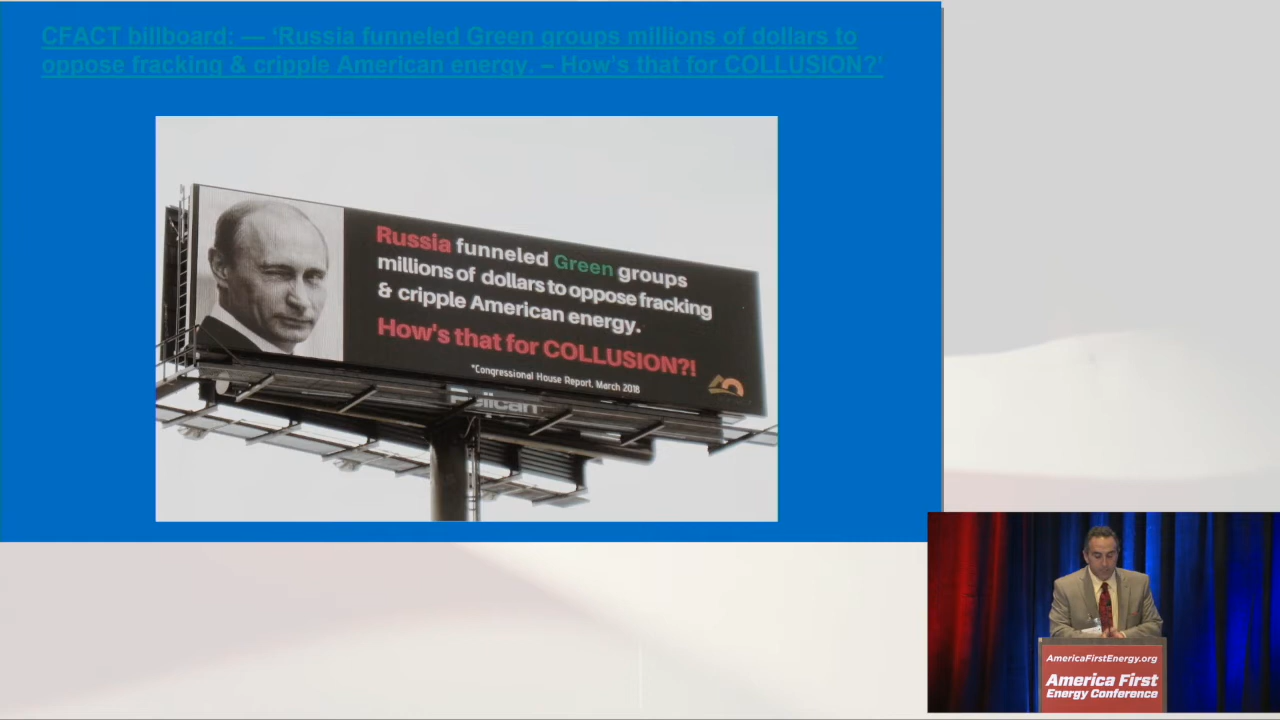 CFACT billboard: — ‘Russia funneled Green groups millions of dollars to
oppose fracking & cripple American energy. – How's that for COLLUSION?’
Russia funneled Green groups
millions of dollars to oppose fracking
& cripple American energy.
How's that for COLLUSION?!
*Congressional House Report, March 2018
Pelican
AmericaFirstEnergy.org
America First
Energy Conference